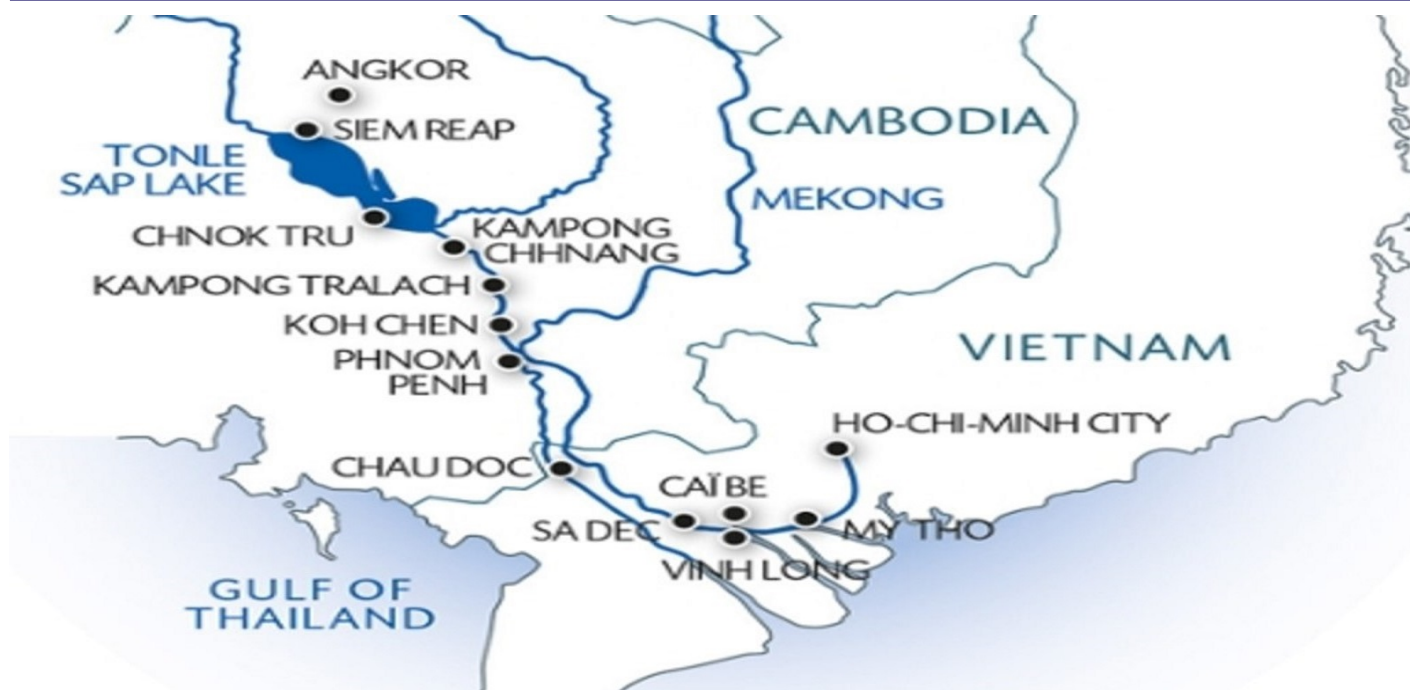 ANGKOR
SIEM REAP
TONLE
SAP LAKE
CAMBODIA
MEKONG
CHNOK TRU
KAMPONG
CHHNANG
KAMPONG TRALACH
KOH CHEN
PHNOM
PENH
VIETNAM
HO-CHI-MINH CITY
CHAU DOC
CAÏ BE
SA DEC
MY THO
VINH LONG
GULF OF
THAILAND